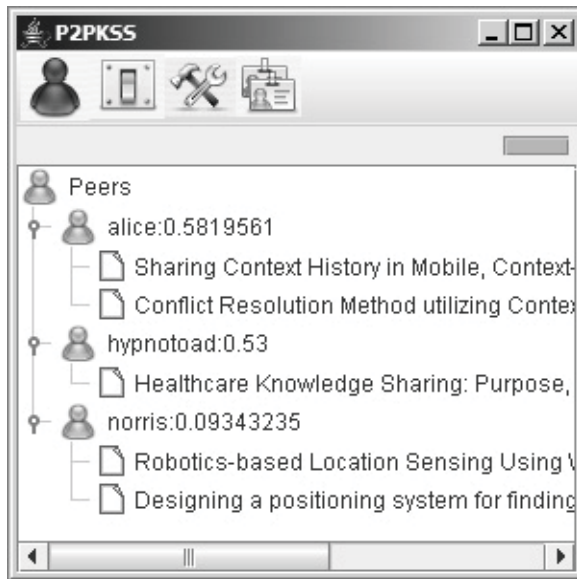 P2PKSS
Peers
alice:0.5819561
Sharing Context History in Mobile, Context-
Conflict Resolution Method utilizing Contex
hypnotoad:0.53
Healthcare Knowledge Sharing: Purpose,
norris:0.09343235
Robotics-based Location Sensing Using
Designing a positioning system for finding